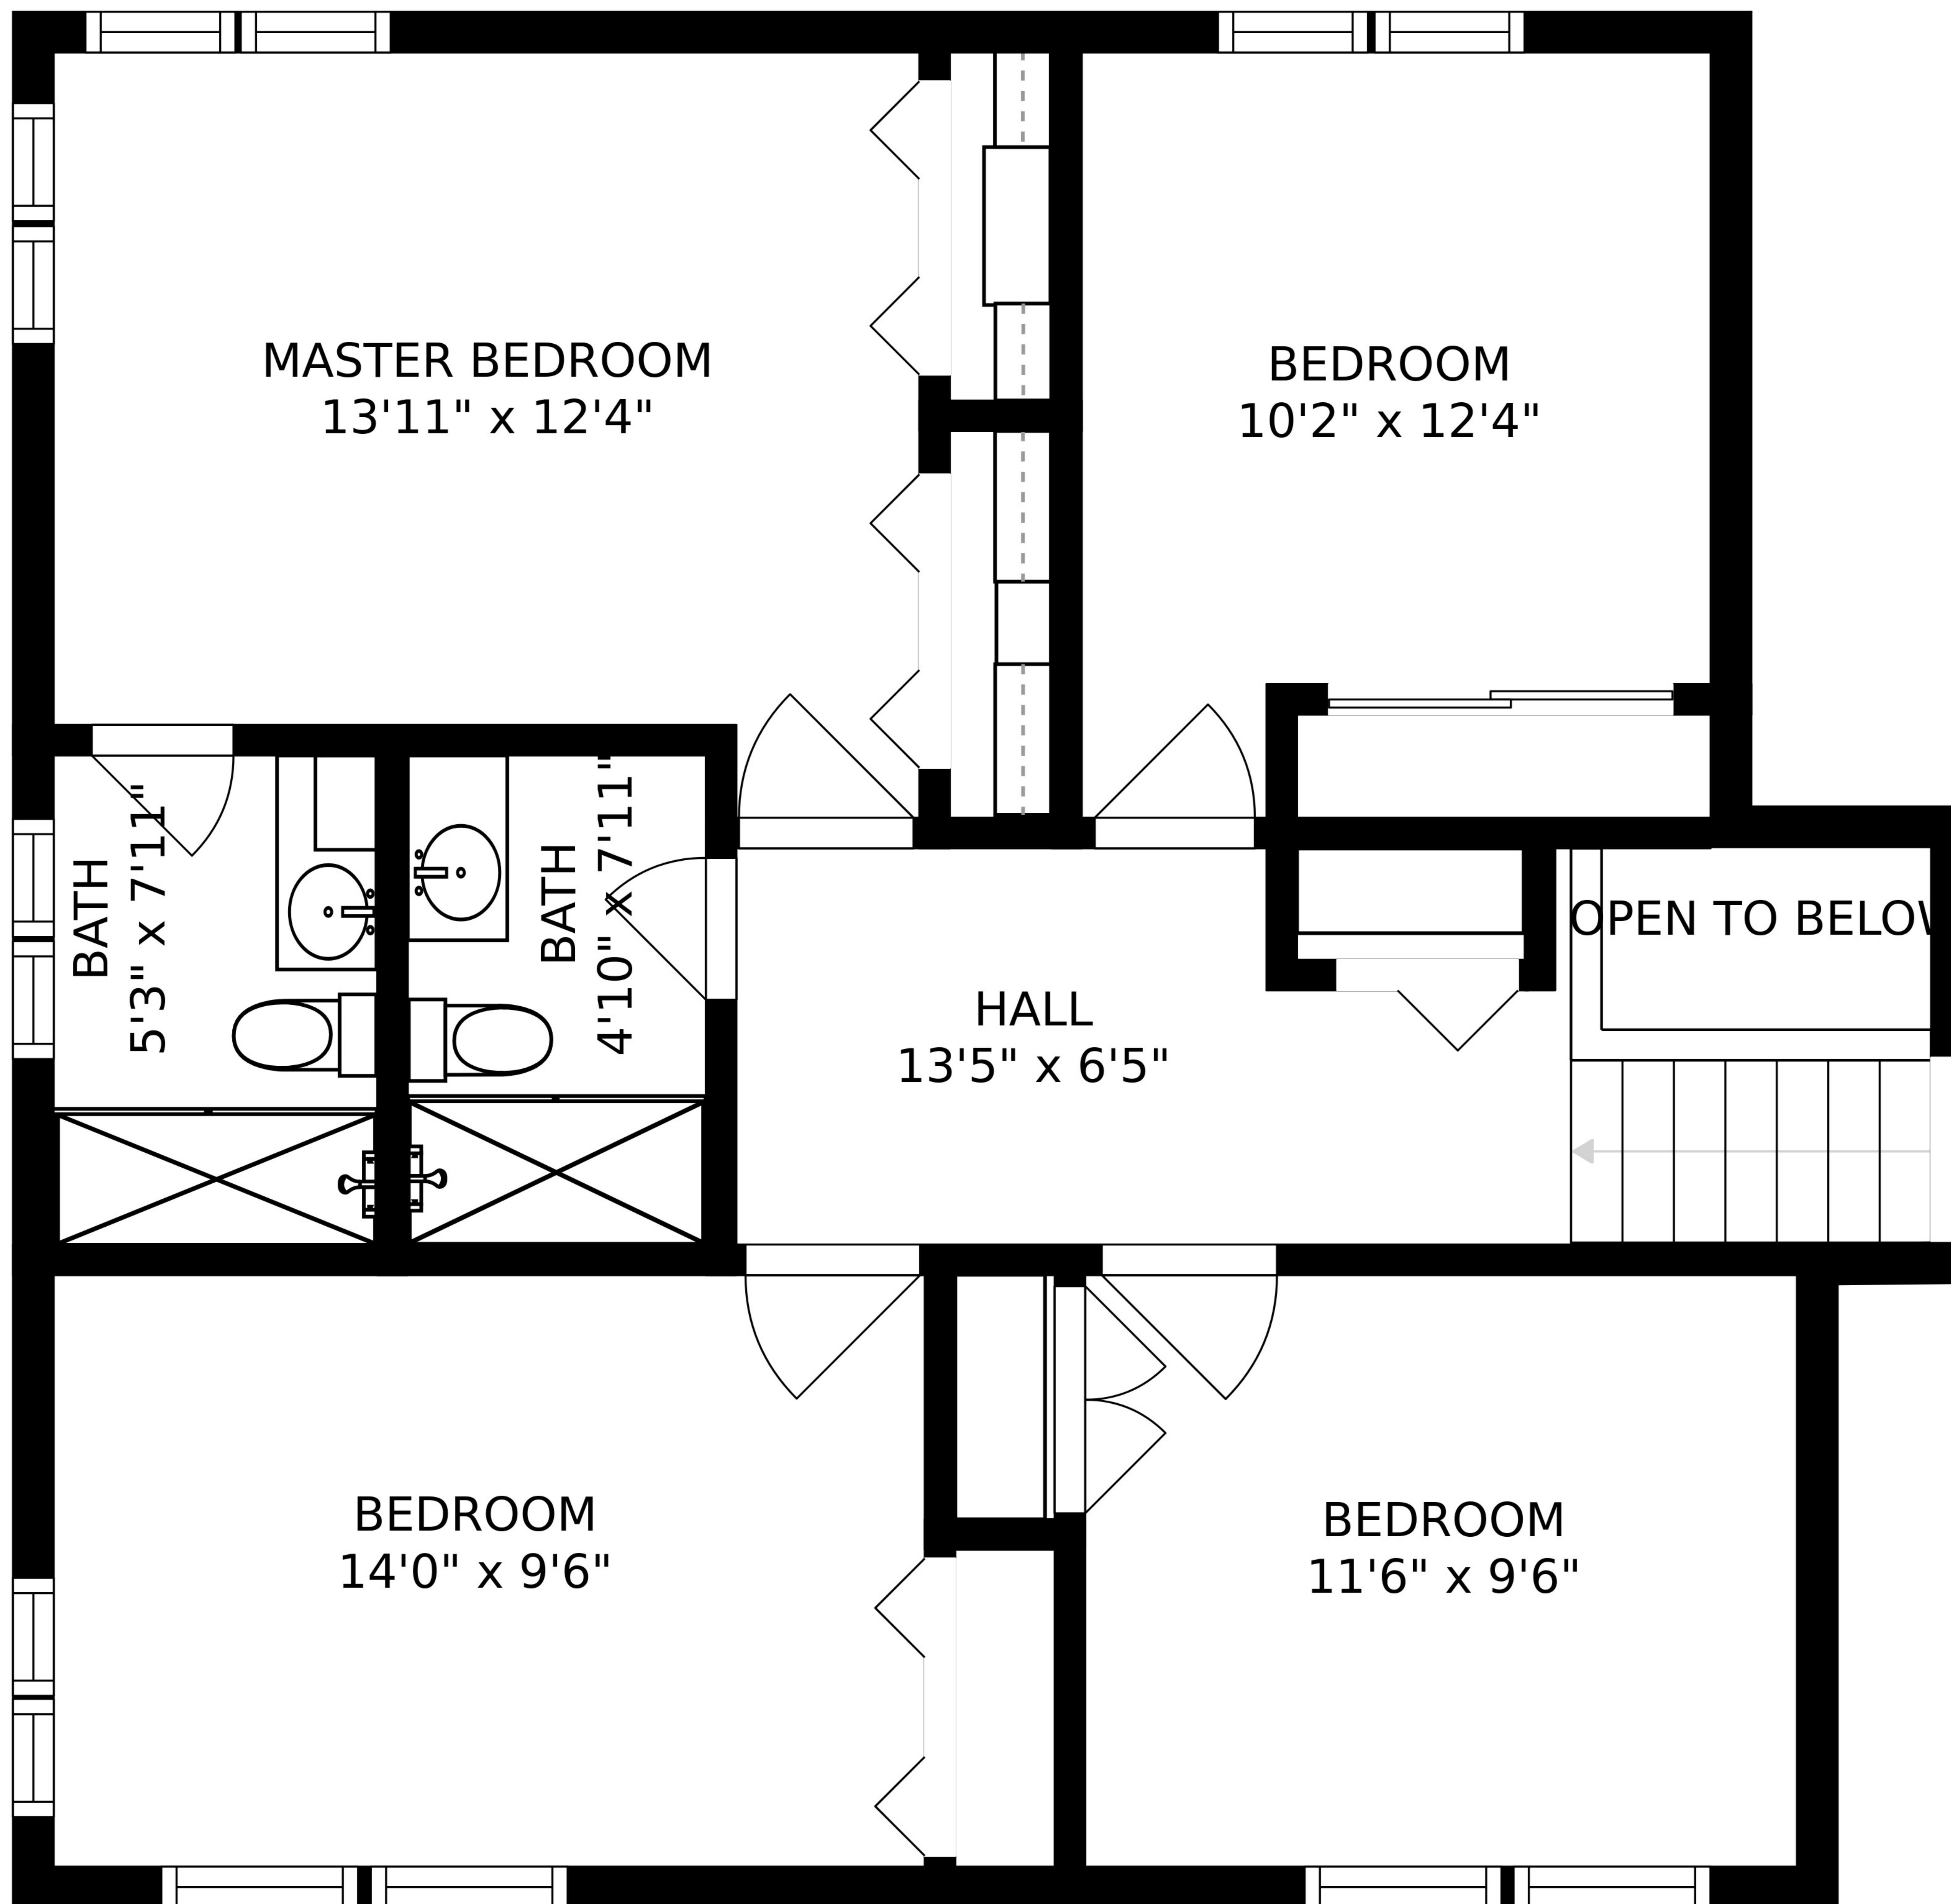 MASTER BEDROOM
13'11" x 12'4"
BEDROOM
10'2" x 12'4"
BATH
5'3" x 7'11"
BATH
4'10" x 7'11"
OPEN TO
HALL
13'5" x 6'5"
BEDROOM
14'0" x 9'6"
BEDROOM
11'6" x 9'6"